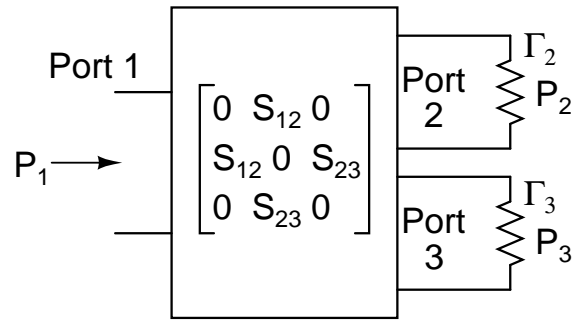 Port 1
P₁
0 S₁₂ 0
S₁₂ 0 S₂₃
0 S₂₃ 0
Port
2
Γ₂
P₂
Port
3
Γ₃
P₃